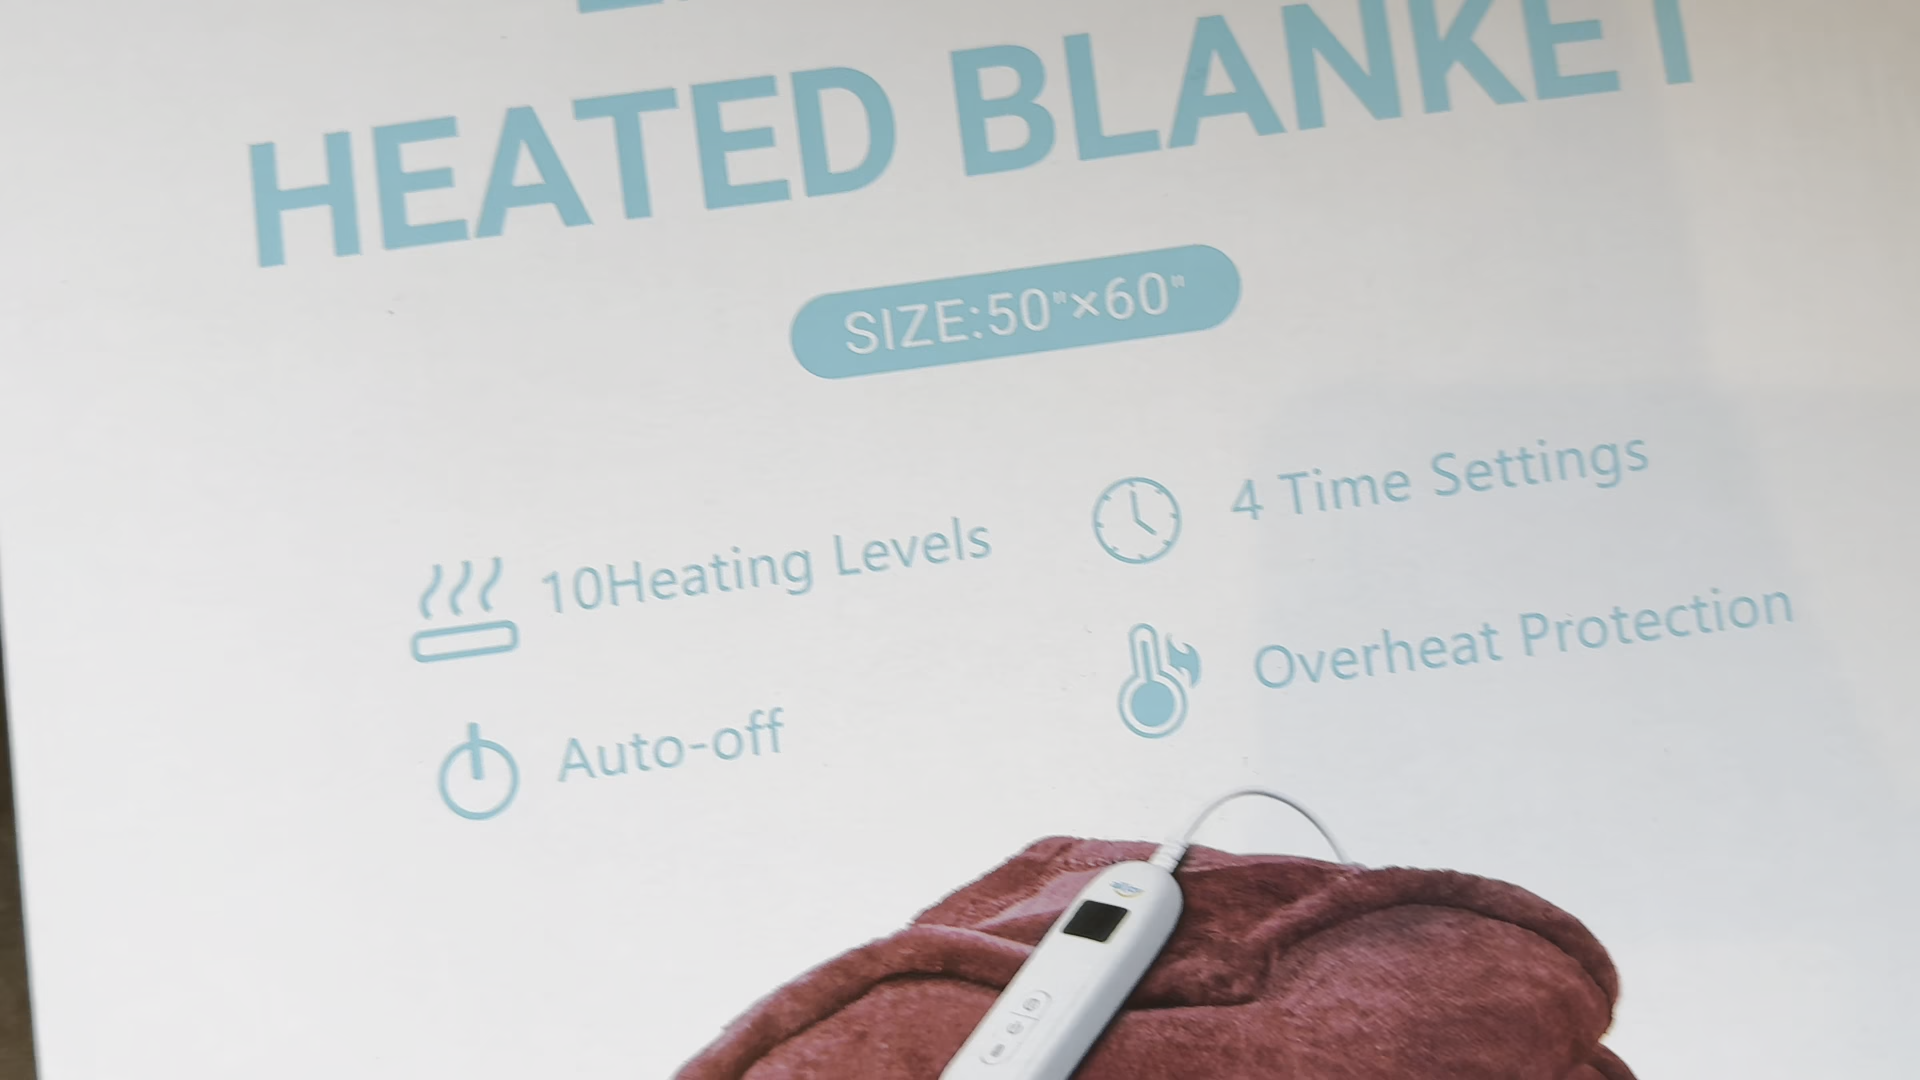 HEATED BLANKET
SIZE:50"×60"
10Heating Levels
4 Time Settings
Auto-off
Overheat Protection